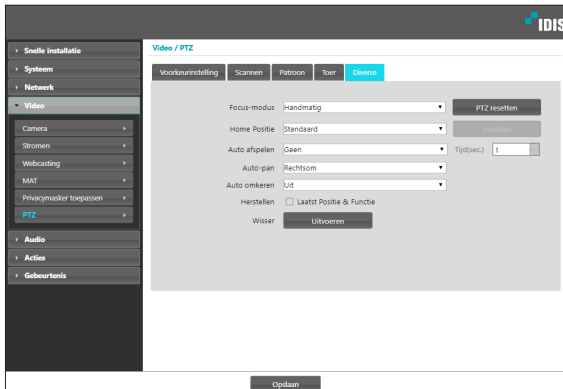 IDIS
Snelle installatie
Systeem
Netwerk
Video
Camera
Stromen
Webcasting
MAT
Privacymasker toepassen
PTZ
Audio
Acties
Gebeurtenis
Video / PTZ
Voorkeurinstelling Scannen Patroon Toer Diverse
Focus-modus Handmatig PTZ resetten
Home Positie Standaard Instellen
Auto afspelen Geen Tijd(sec.) 1
Auto-pan Rechtsom
Auto omkeren Uit
Herstellen Laatst Positie & Functie
Wisser Uitvoeren
Opslaan